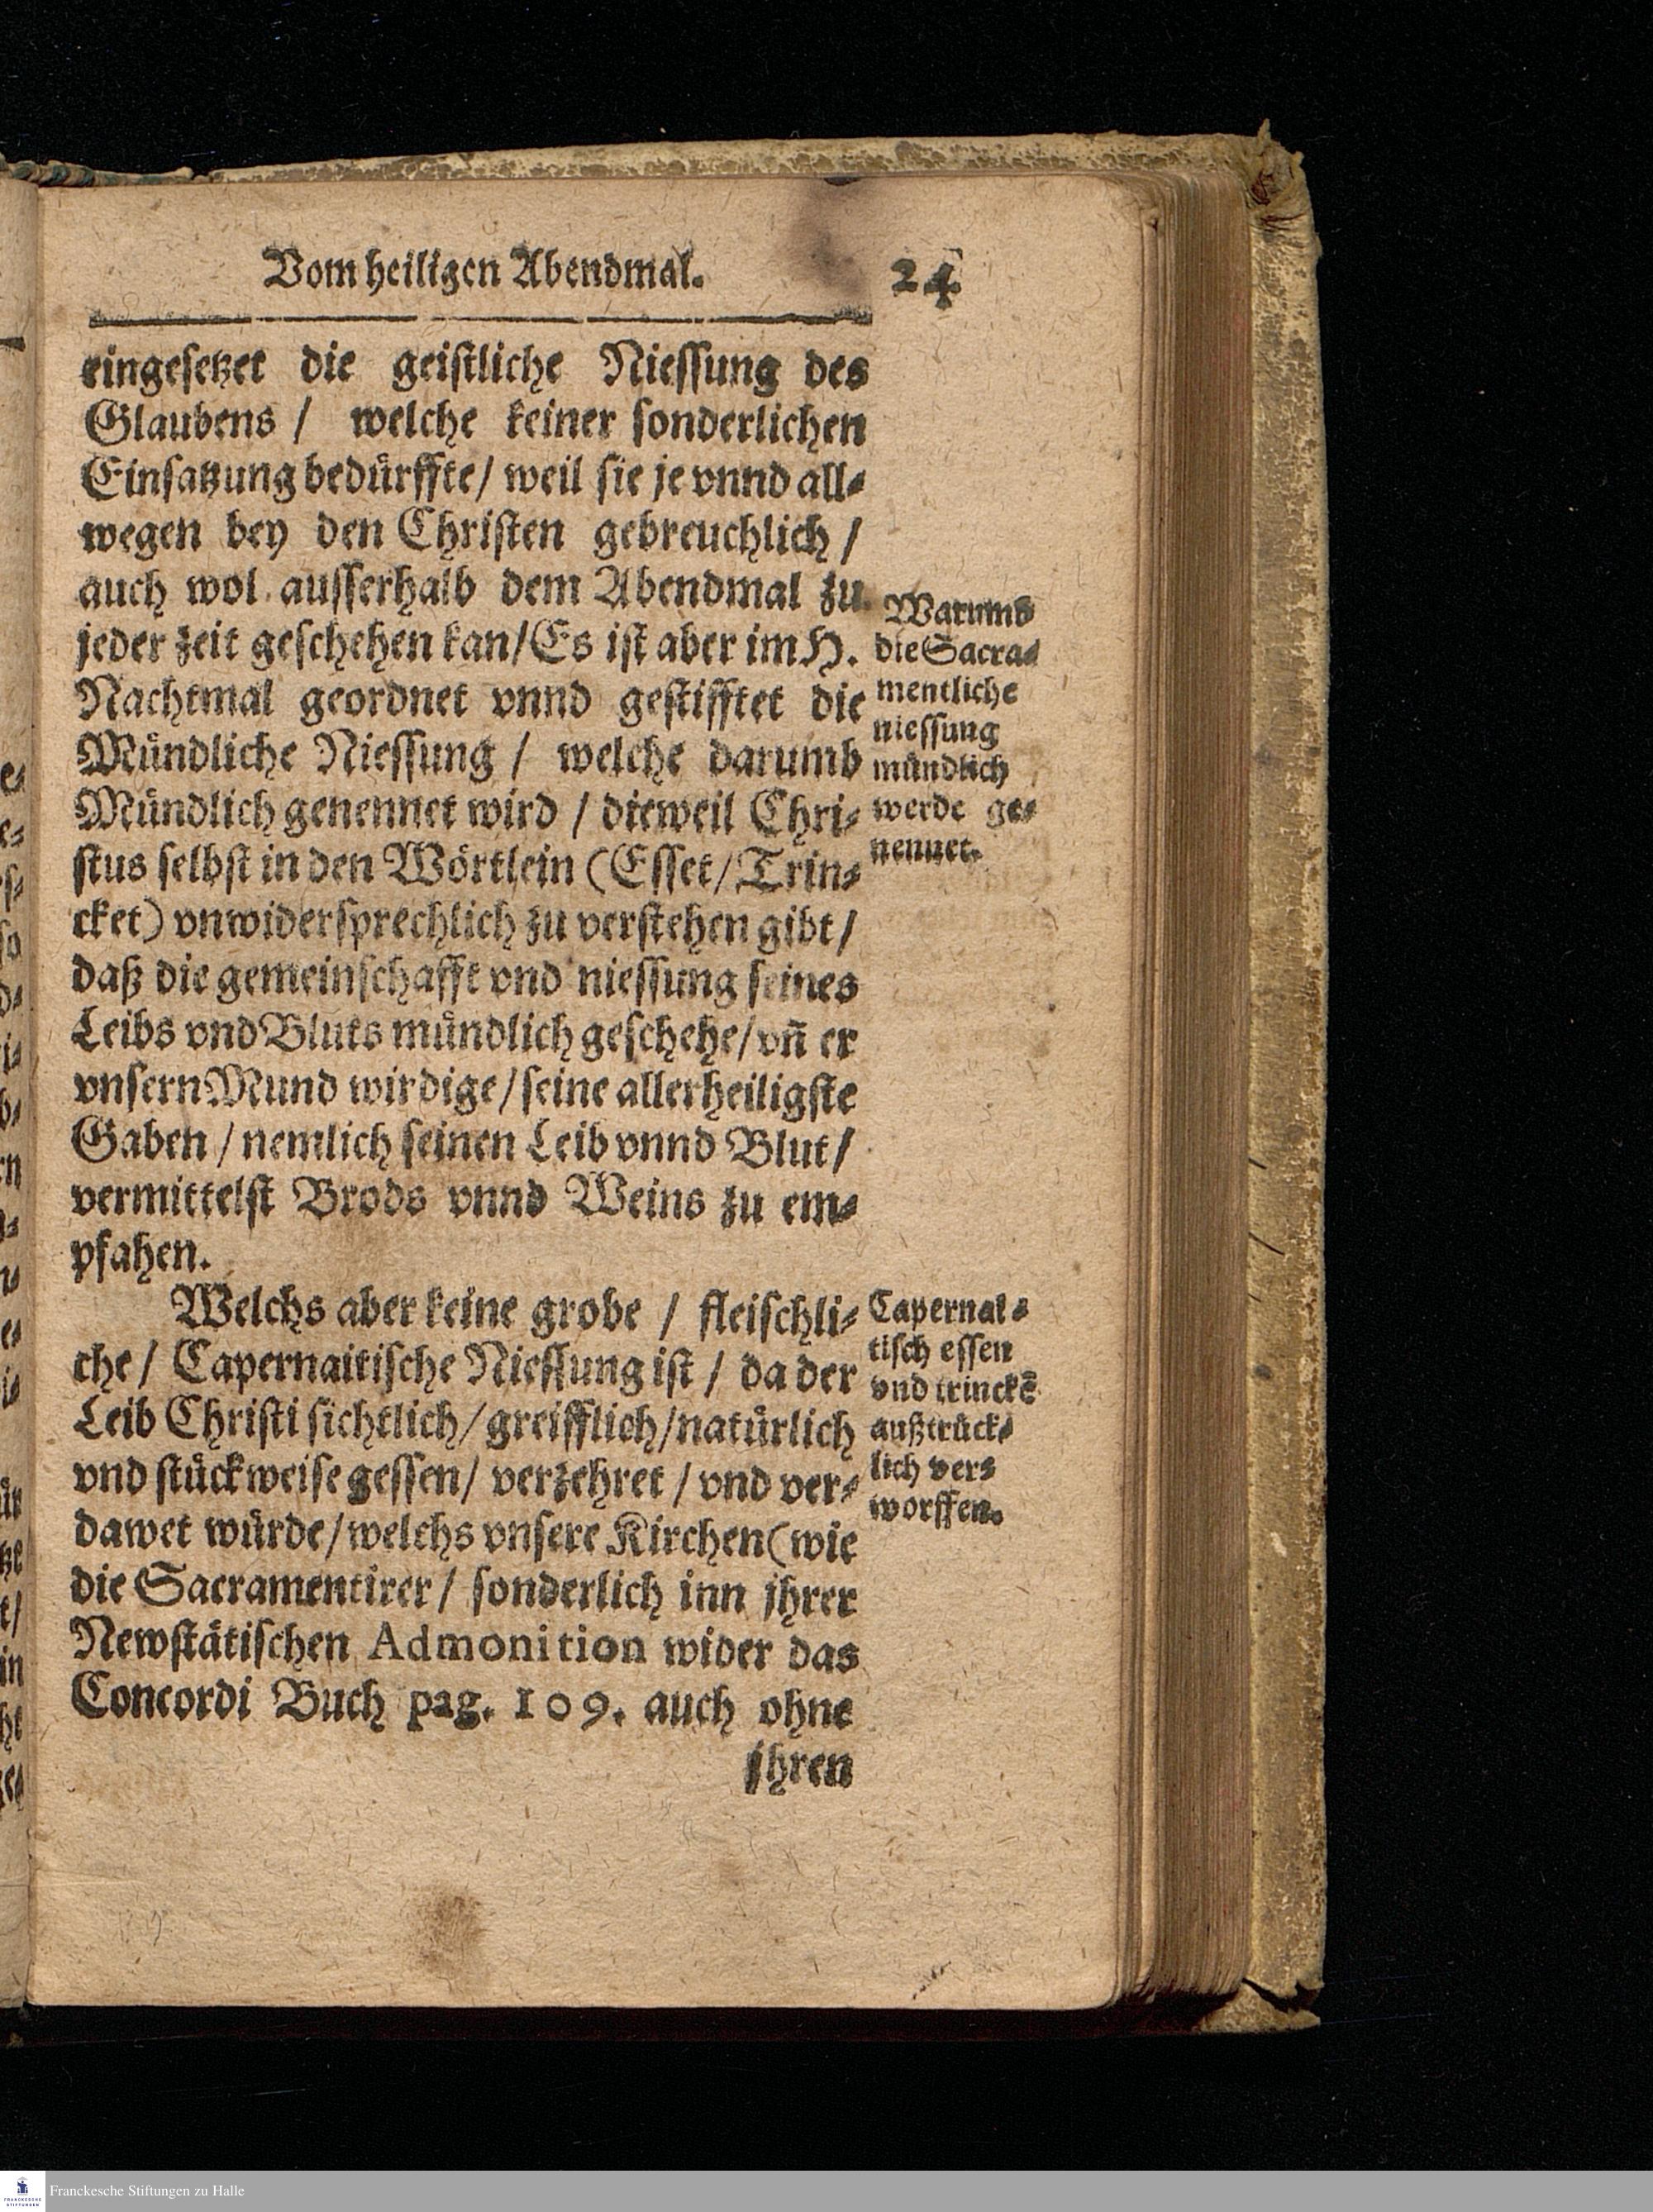 Vom heiligen Abendmal. 24
eingesetzet die geistliche Niessung des
Glaubens / welche keiner sonderlichen
Einsatzung bedürffte / weil sie je vnnd all-
wegen bey den Christen gebreuchlich /
auch wol ausserhalb dem Abendmal zu
jeder zeit geschehen kan / Es ist aber im H.
Nachtmal geordnet vnnd gestifftet die
Mündliche Niessung / welche darumb
Mündlich genennet wird / dieweil Chri-
stus selbst in den Wörtlein (Esset / Trin-
cket) vnwidersprechlich zu verstehen gibt /
daß die gemeinschafft vnd niessung seines
Leibs vnd Bluts mündlich geschehe / vn̄ er
vnsern Mund wirdige / seine allerheiligste
Gaben / nemlich seinen Leib vnnd Blut /
vermittelst Brods vnnd Weins zu em-
pfahen.
Warumb
die Sacra-
mentliche
niessung
mündlich
werde ge-
nennet.
Welchs aber keine grobe / fleischli-
che / Capernaitische Niessung ist / da der
Leib Christi sichtlich / greifflich / natürlich
vnd stückweise gessen / verzehret / vnd ver-
dawet würde / welchs vnsere Kirchen (wie
die Sacramentirer / sonderlich inn jhrer
Newstätischen Admonition wider das
Concordi Buch pag. 109. auch ohne
jhren
Capernai-
tisch essen
vnd trinckē
außtrück-
lich ver-
worffen.
Franckesche Stiftungen zu Halle
FRANCKESCHE
STIFTUNGEN